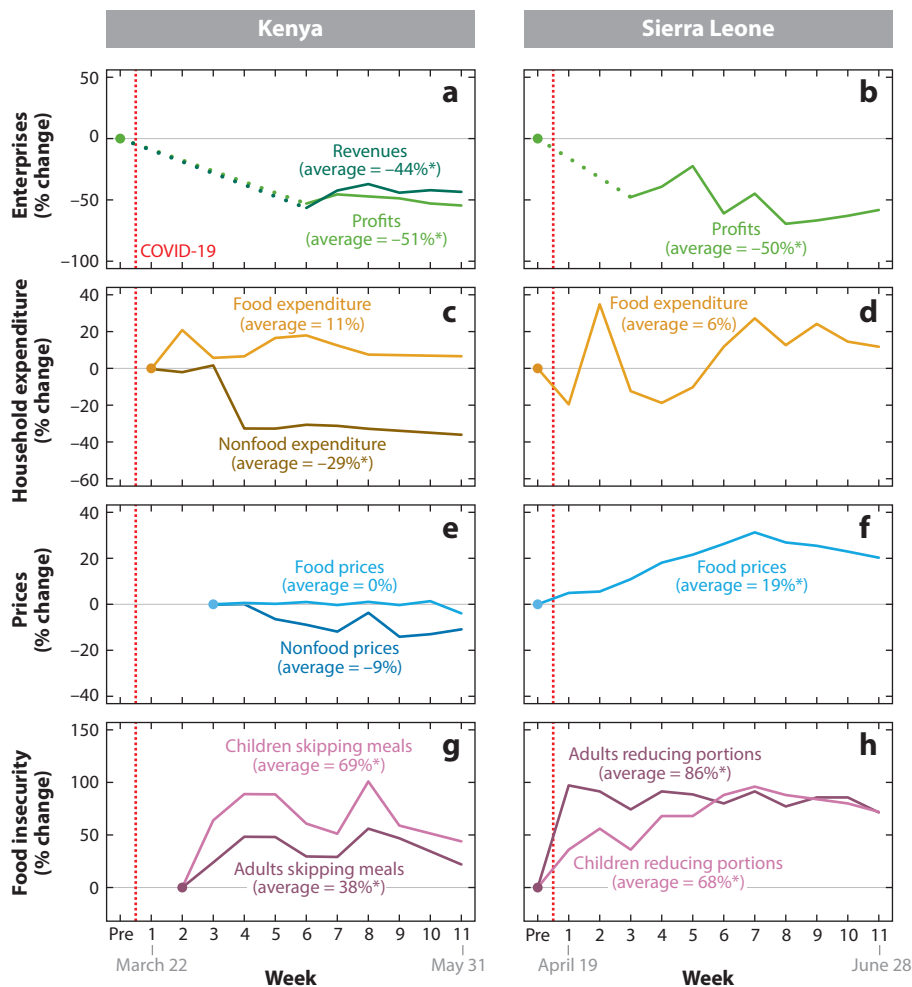 Kenya
Sierra Leone
Enterprises
(% change)
50
0
−50
−100
a
Revenues
(average = −44%*)
Profits
(average = −51%*)
COVID-19
b
Profits
(average = −50%*)
Household expenditure
(% change)
40
20
0
−20
−40
−60
c
Food expenditure
(average = 11%)
Nonfood expenditure
(average = −29%*)
d
Food expenditure
(average = 6%)
Prices
(% change)
40
20
0
−20
−40
e
Food prices
(average = 0%)
Nonfood prices
(average = −9%)
f
Food prices
(average = 19%*)
Food insecurity
(% change)
150
100
50
0
g
Children skipping meals
(average = 69%*)
Adults skipping meals
(average = 38%*)
h
Adults reducing portions
(average = 86%*)
Children reducing portions
(average = 68%*)
Pre 1 2 3 4 5 6 7 8 9 10 11
March 22 May 31
Week
Pre 1 2 3 4 5 6 7 8 9 10 11
April 19 June 28
Week